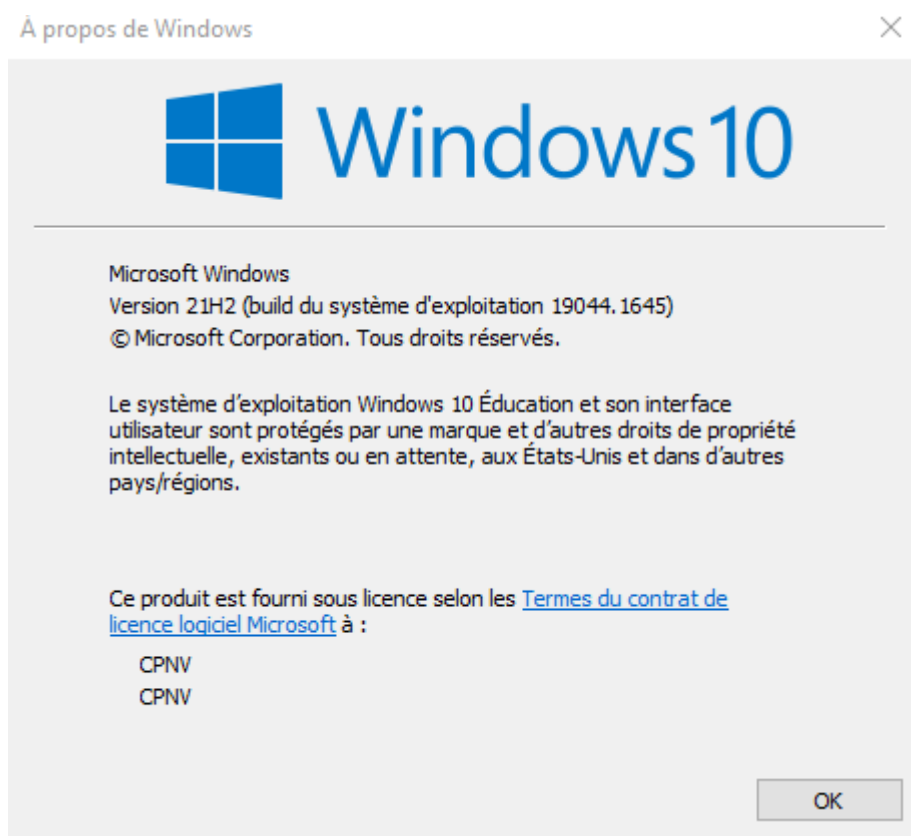 À propos de Windows
Windows 10
Microsoft Windows
Version 21H2 (build du système d'exploitation 19044.1645)
© Microsoft Corporation. Tous droits réservés.
Le système d’exploitation Windows 10 Éducation et son interface
utilisateur sont protégés par une marque et d’autres droits de propriété
intellectuelle, existants ou en attente, aux États-Unis et dans d’autres
pays/régions.
Ce produit est fourni sous licence selon les Termes du contrat de
licence logiciel Microsoft à :
CPNV
CPNV
OK